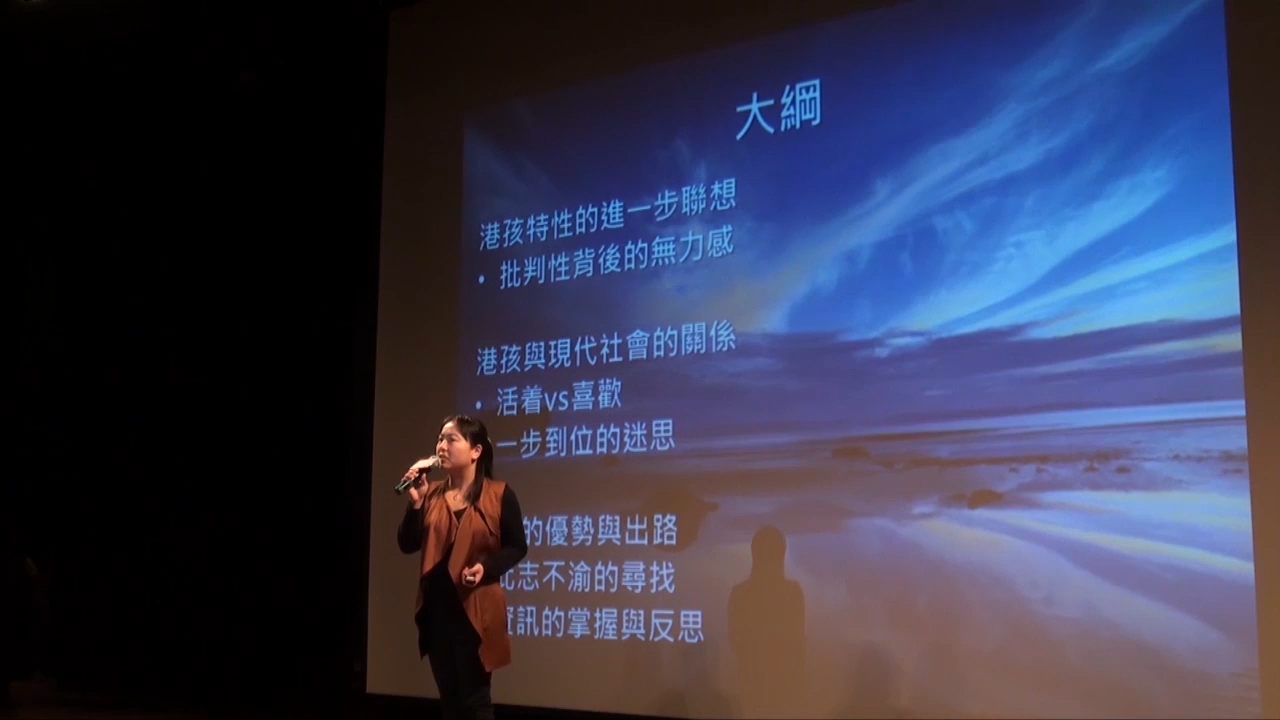 大綱
港孩特性的進一步聯想
• 批判性背後的無力感
港孩與現代社會的關係
• 活着vs喜歡
一步到位的迷思
的優勢與出路
此志不渝的尋找
資訊的掌握與反思